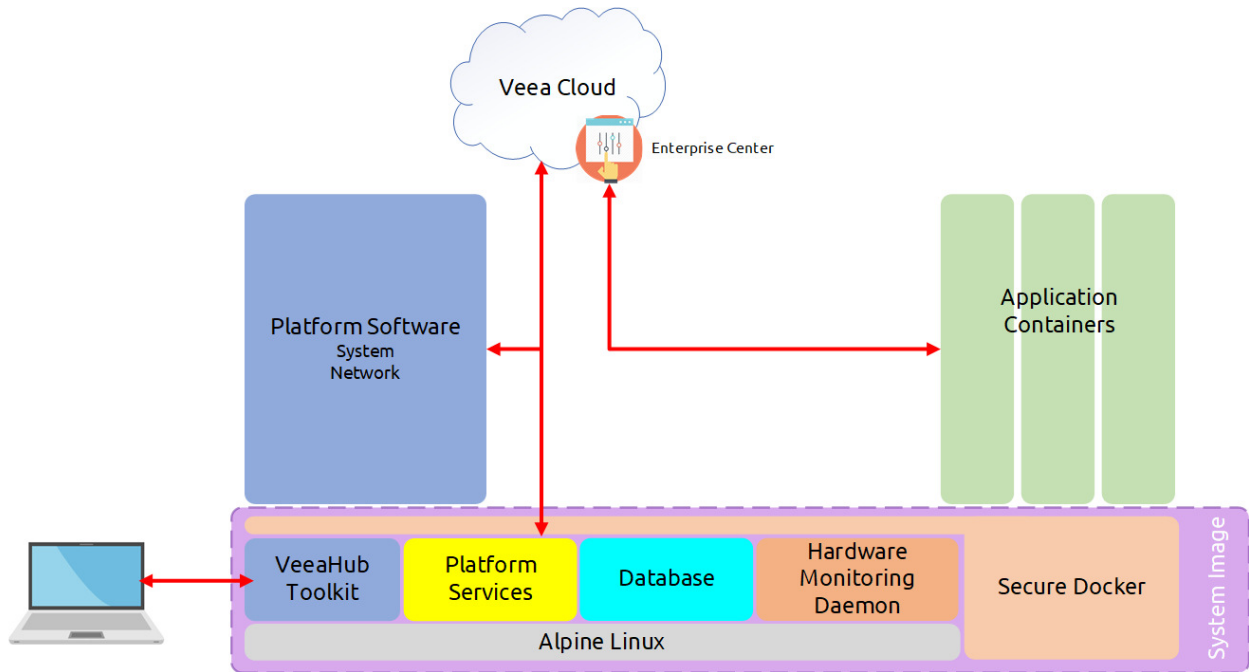 Veea Cloud
Enterprise Center
Platform Software
System
Network
Application
Containers
VeeaHub
Toolkit
Platform
Services
Database
Hardware
Monitoring
Daemon
Secure Docker
System Image
Alpine Linux